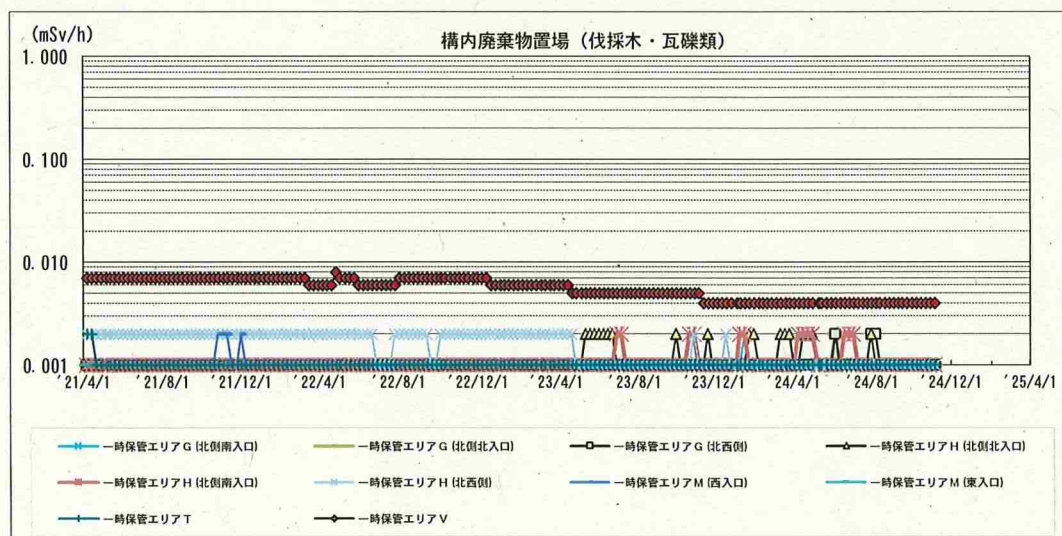 (mSv/h)
構内廃棄物置場（伐採木・瓦礫類）
1.000
0.100
0.010
0.001
'21/4/1 '21/8/1 '21/12/1 '22/4/1 '22/8/1 '22/12/1 '23/4/1 '23/8/1 '23/12/1 '24/4/1 '24/8/1 '24/12/1 '25/4/1
一時保管エリアG(北側南入口) 一時保管エリアG(北側北入口) 一時保管エリアG(北西側) 一時保管エリアH(北側北入口)
一時保管エリアH(北側南入口) 一時保管エリアH(北西側) 一時保管エリアM(西入口) 一時保管エリアM(東入口)
一時保管エリアT 一時保管エリアV